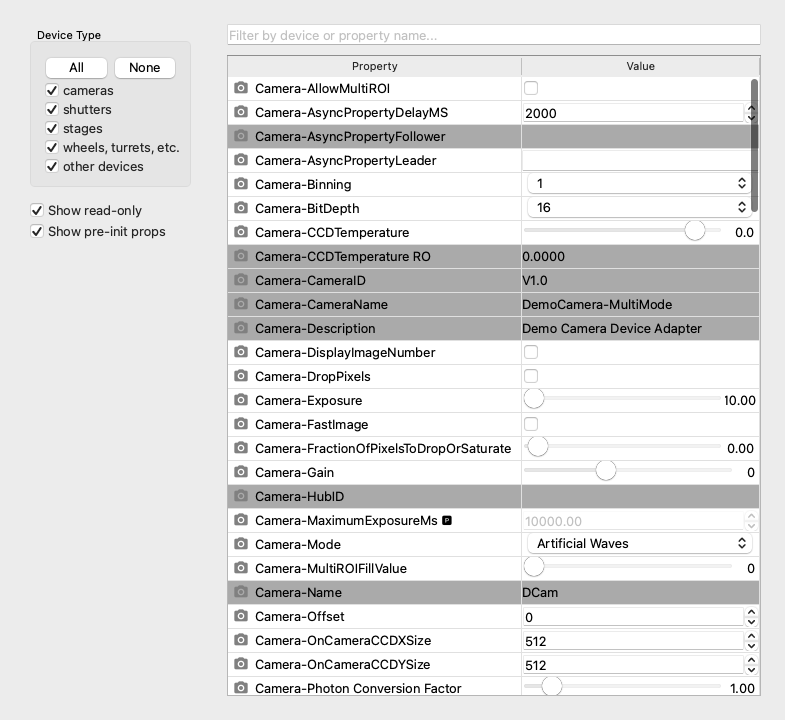 Device Type
All None
cameras
shutters
stages
wheels, turrets, etc.
other devices
Show read-only
Show pre-init props
Filter by device or property name...
Property Value
Camera-AllowMultiROI
Camera-AsyncPropertyDelayMS 2000
Camera-AsyncPropertyFollower
Camera-AsyncPropertyLeader
Camera-Binning 1
Camera-BitDepth 16
Camera-CCDTemperature 0.0
Camera-CCDTemperature RO 0.0000
Camera-CameraID V1.0
Camera-CameraName DemoCamera-MultiMode
Camera-Description Demo Camera Device Adapter
Camera-DisplayImageNumber
Camera-DropPixels
Camera-Exposure 10.00
Camera-FastImage
Camera-FractionOfPixelsToDropOrSaturate 0.00
Camera-Gain 0
Camera-HubID
Camera-MaximumExposureMs P 10000.00
Camera-Mode Artificial Waves
Camera-MultiROIFillValue 0
Camera-Name DCam
Camera-Offset 0
Camera-OnCameraCCDXSize 512
Camera-OnCameraCCDYSize 512
Camera-Photon Conversion Factor 1.00